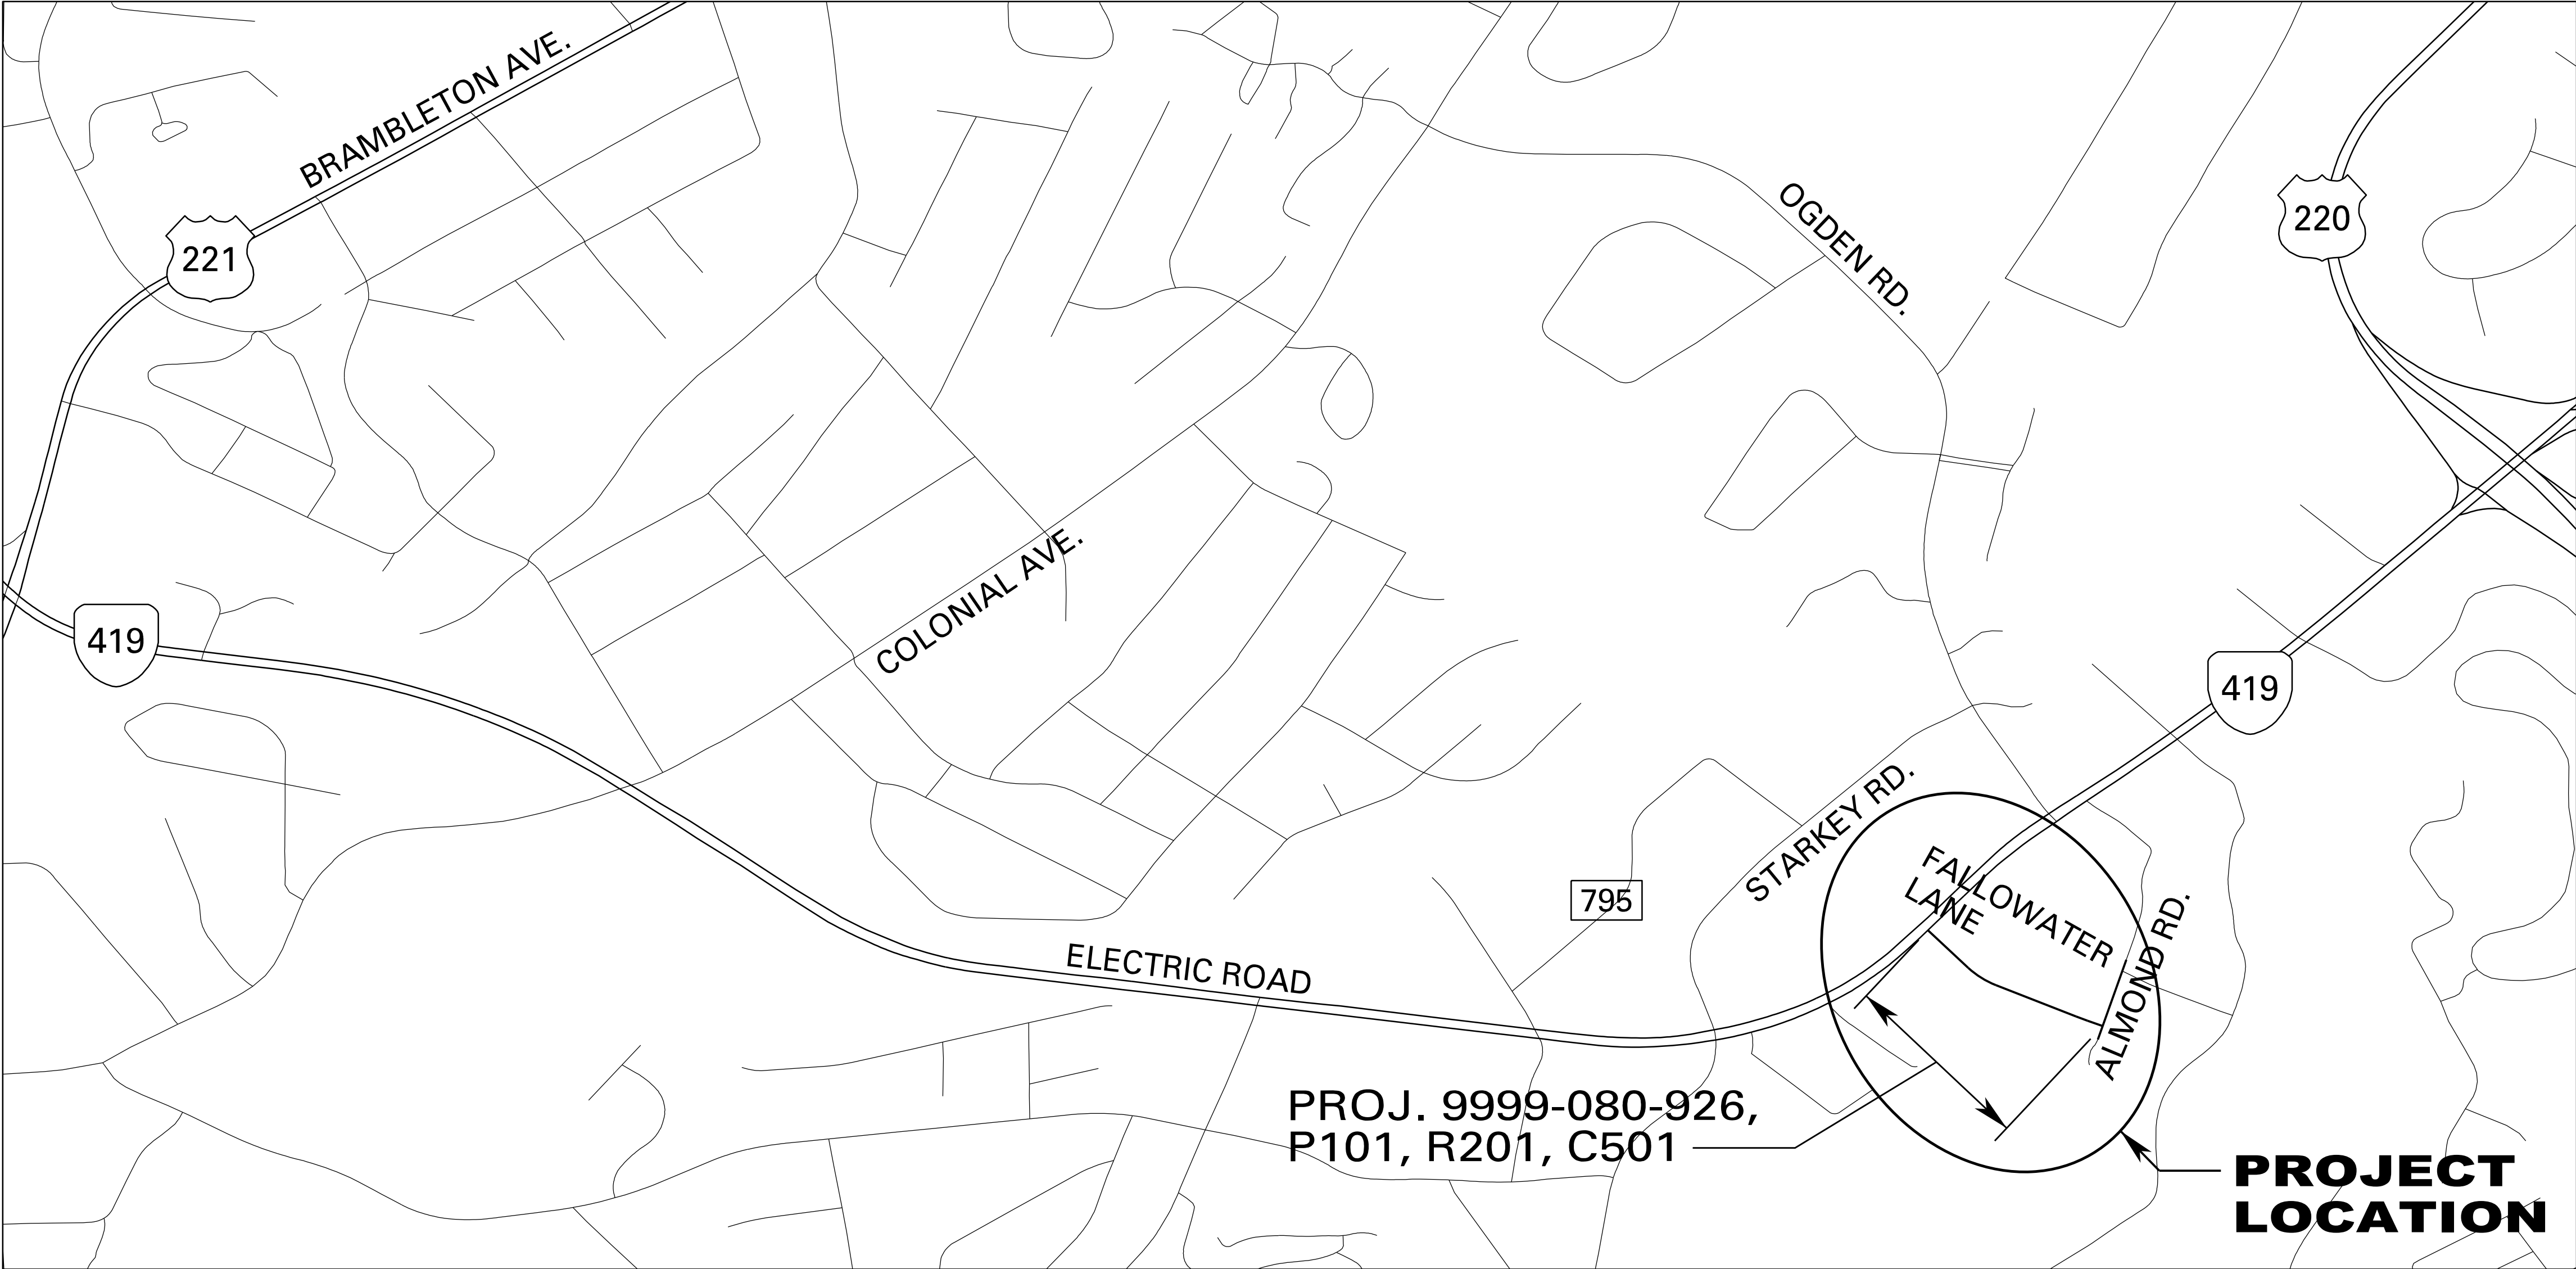 BRAMBLETON AVE.
221
220
OGDEN RD.
COLONIAL AVE.
419
419
STARKEY RD.
FALLOWATER
LANE
795
ALMOND RD.
ELECTRIC ROAD
PROJ. 9999-080-926,
P101, R201, C501
PROJECT
LOCATION